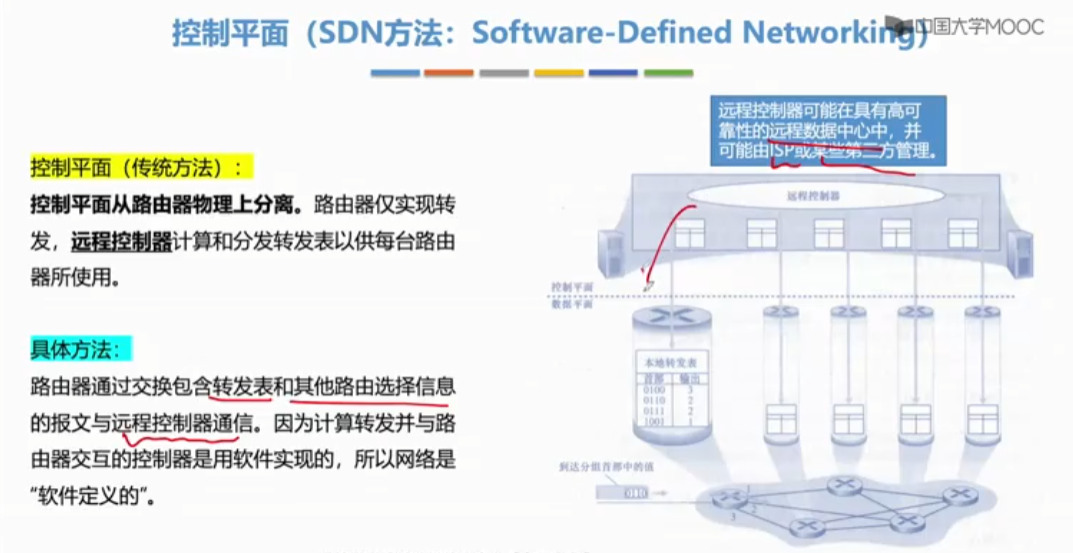 控制平面（SDN方法：Software-Defined Networking）
中国大学MOOC
远程控制器可能在具有高可
靠性的远程数据中心中，并
可能由ISP或某些第三方管理。
控制平面（传统方法）：
控制平面从路由器物理上分离。路由器仅实现转
发，远程控制器计算和分发转发表以供每台路由
器所使用。
具体方法：
路由器通过交换包含转发表和其他路由选择信息
的报文与远程控制器通信。因为计算转发并与路
由器交互的控制器是用软件实现的，所以网络是
“软件定义的”。
远程控制器
控制平面
数据平面
本地转发表
首部 输出
0100 3
0110 2
0111 2
1001 1
到达分组首部中的值
0110
1
2
3